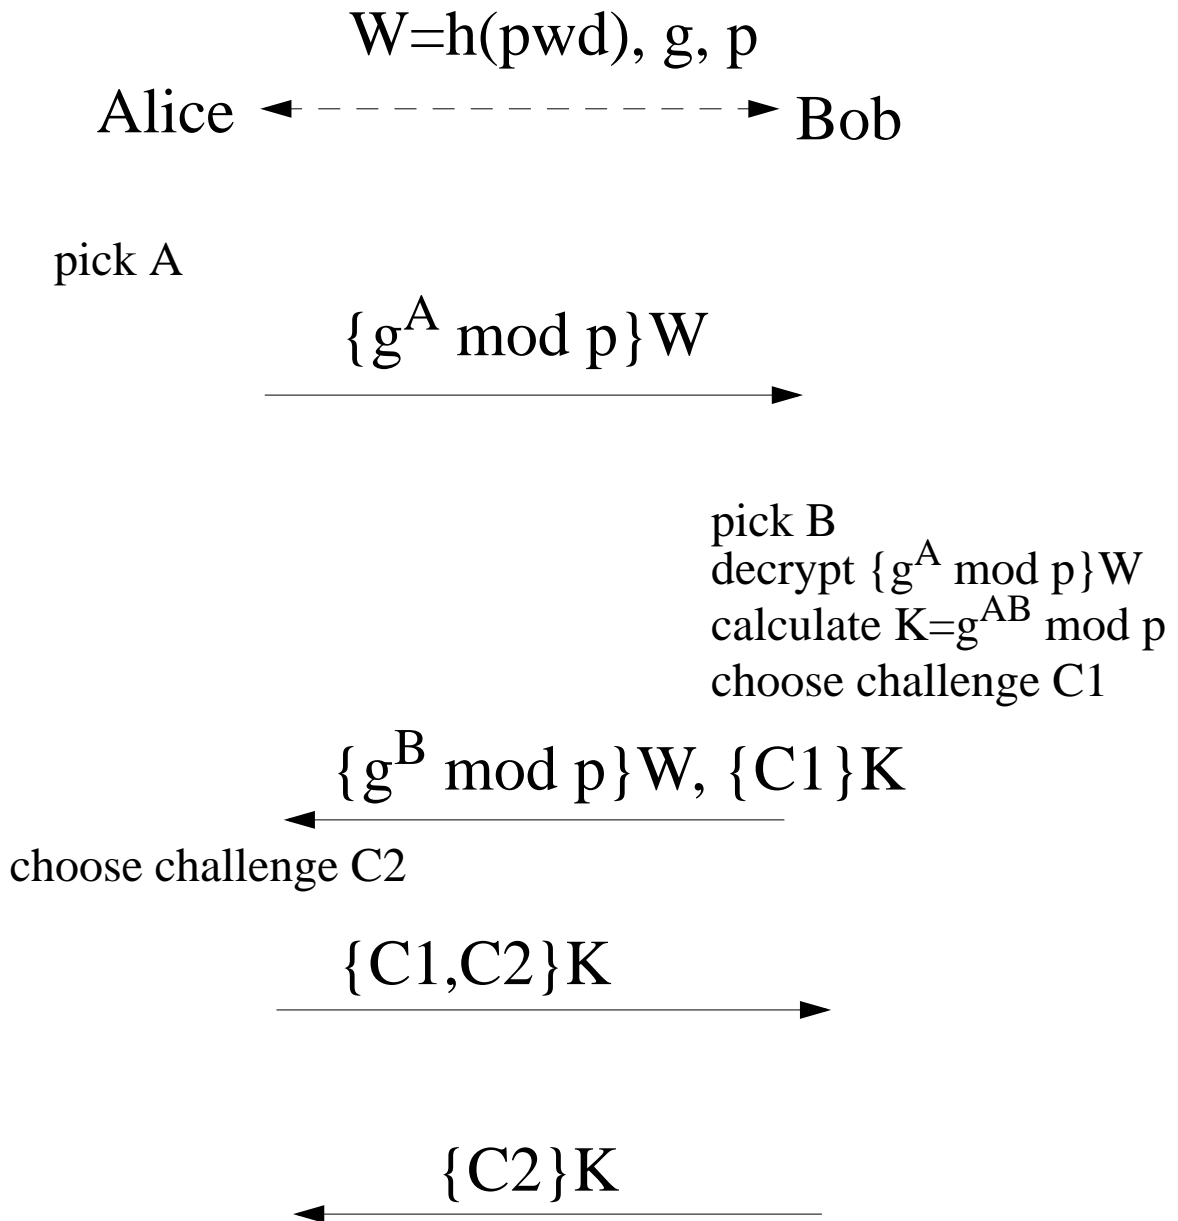 W=h(pwd), g, p
Alice
Bob
pick A
{g^A mod p}W
pick B
decrypt {g^A mod p}W
calculate K=g^AB mod p
choose challenge C1
{g^B mod p}W, {C1}K
choose challenge C2
{C1,C2}K
{C2}K